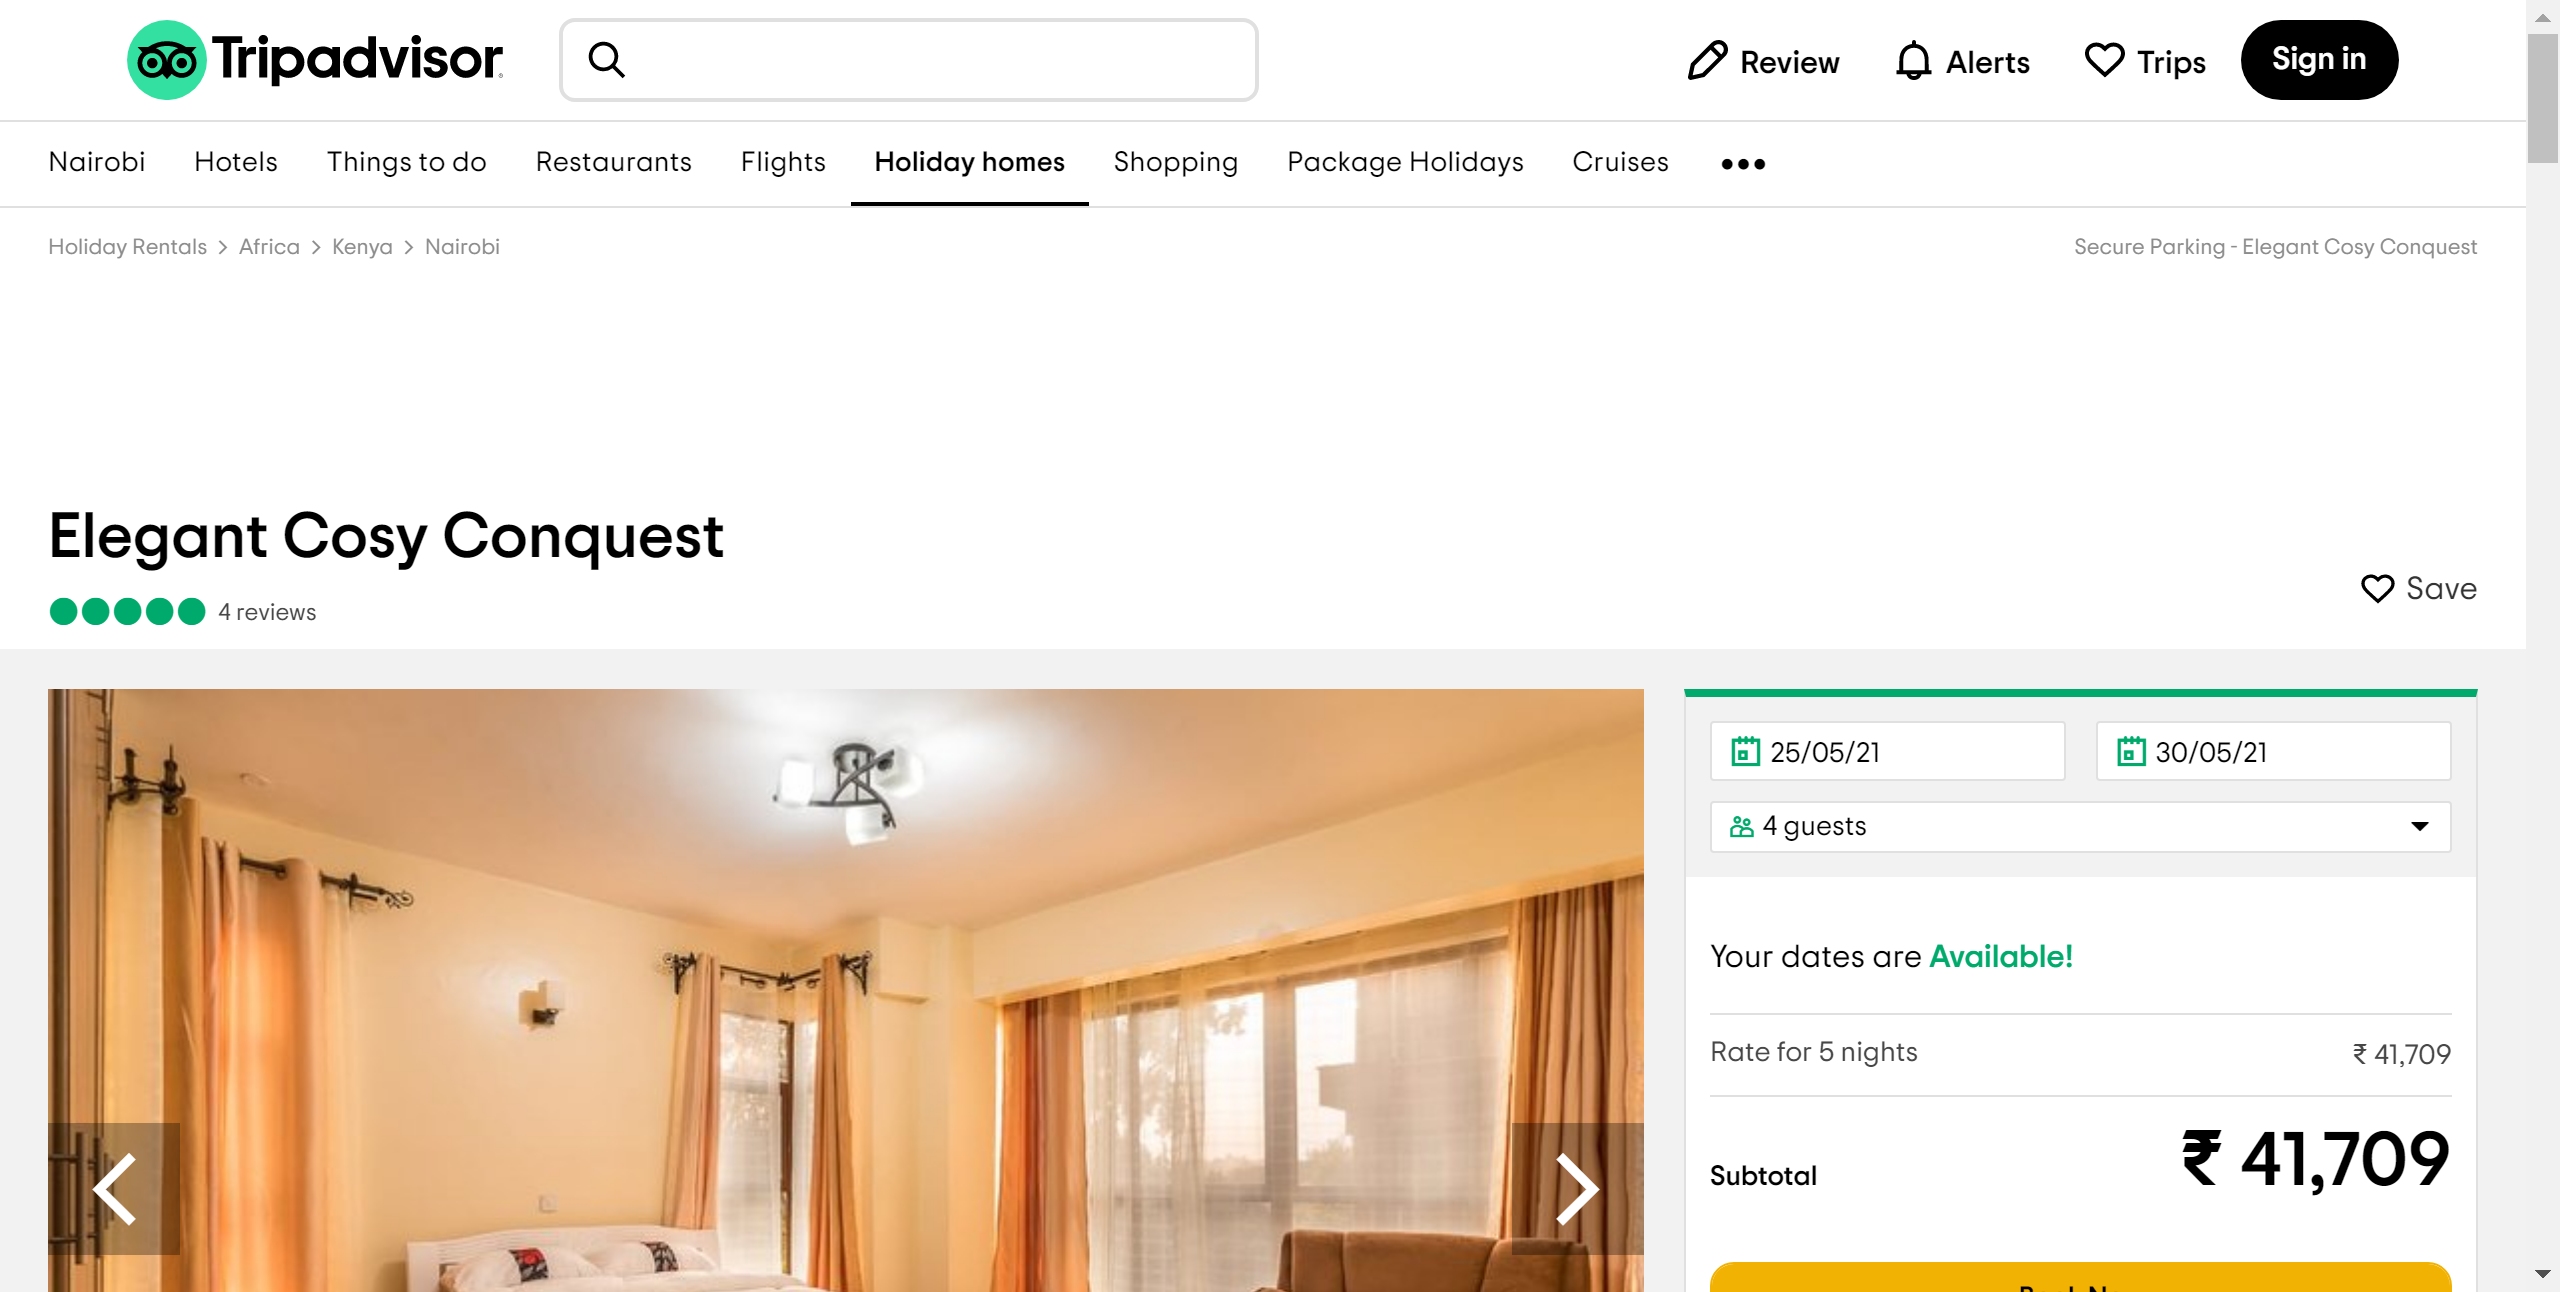 Tripadvisor
Review
Alerts
Trips
Sign in
Nairobi
Hotels
Things to do
Restaurants
Flights
Holiday homes
Shopping
Package Holidays
Cruises
Holiday Rentals > Africa > Kenya > Nairobi
Secure Parking - Elegant Cosy Conquest
Elegant Cosy Conquest
4 reviews
Save
25/05/21
30/05/21
4 guests
Your dates are Available!
Rate for 5 nights
₹ 41,709
Subtotal
₹ 41,709